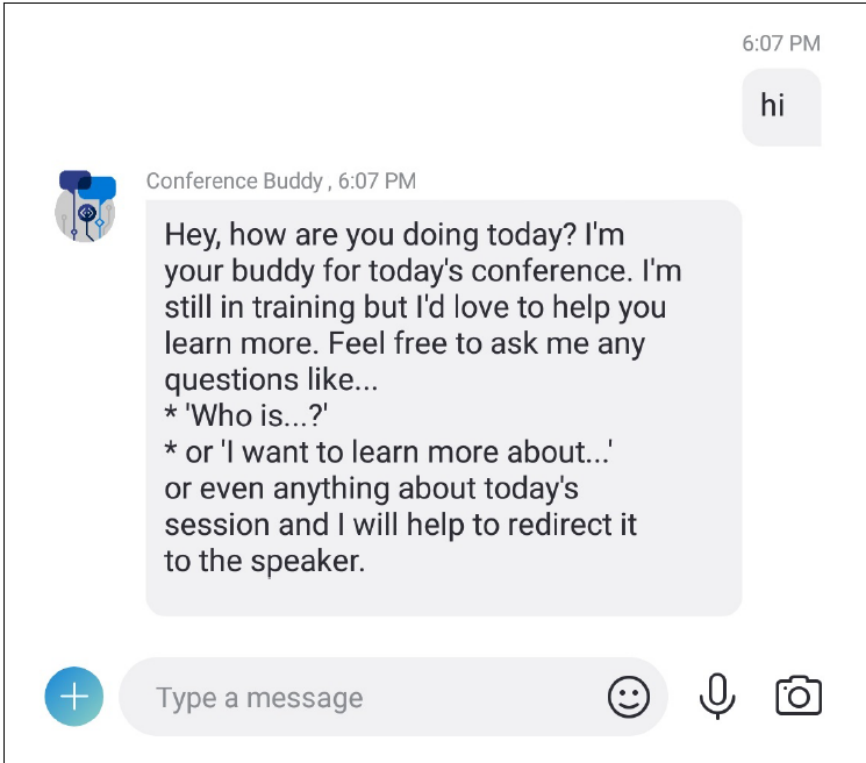 6:07 PM
hi
Conference Buddy , 6:07 PM
Hey, how are you doing today? I'm
your buddy for today's conference. I'm
still in training but I'd love to help you
learn more. Feel free to ask me any
questions like...
* 'Who is...?'
* or 'I want to learn more about...'
or even anything about today's
session and I will help to redirect it
to the speaker.
Type a message